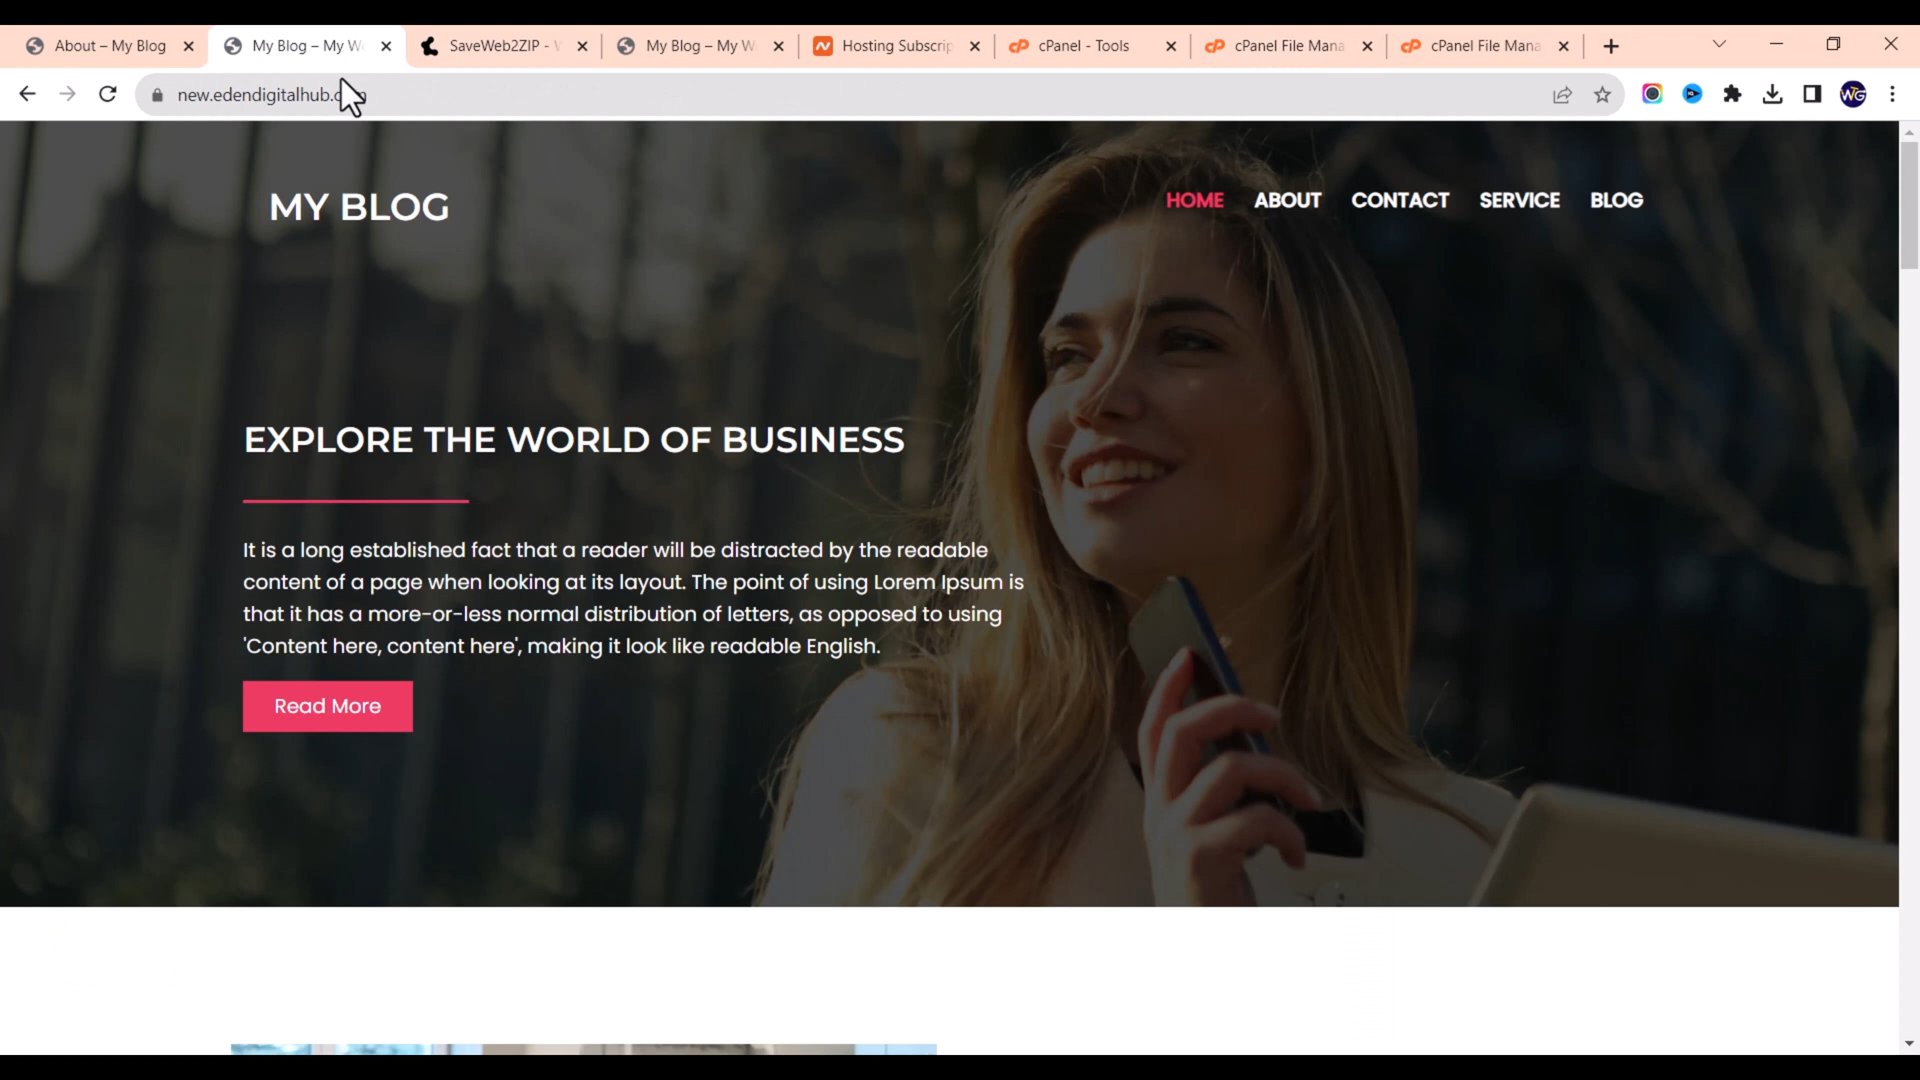 About – My Blog
My Blog – My W
SaveWeb2ZIP -
My Blog – My W
Hosting Subscrip
cPanel - Tools
cPanel File Mana
cPanel File Mana
new.edendigitalhub.
WG
MY BLOG
HOME ABOUT CONTACT SERVICE BLOG
EXPLORE THE WORLD OF BUSINESS
It is a long established fact that a reader will be distracted by the readable
content of a page when looking at its layout. The point of using Lorem Ipsum is
that it has a more-or-less normal distribution of letters, as opposed to using
'Content here, content here', making it look like readable English.
Read More